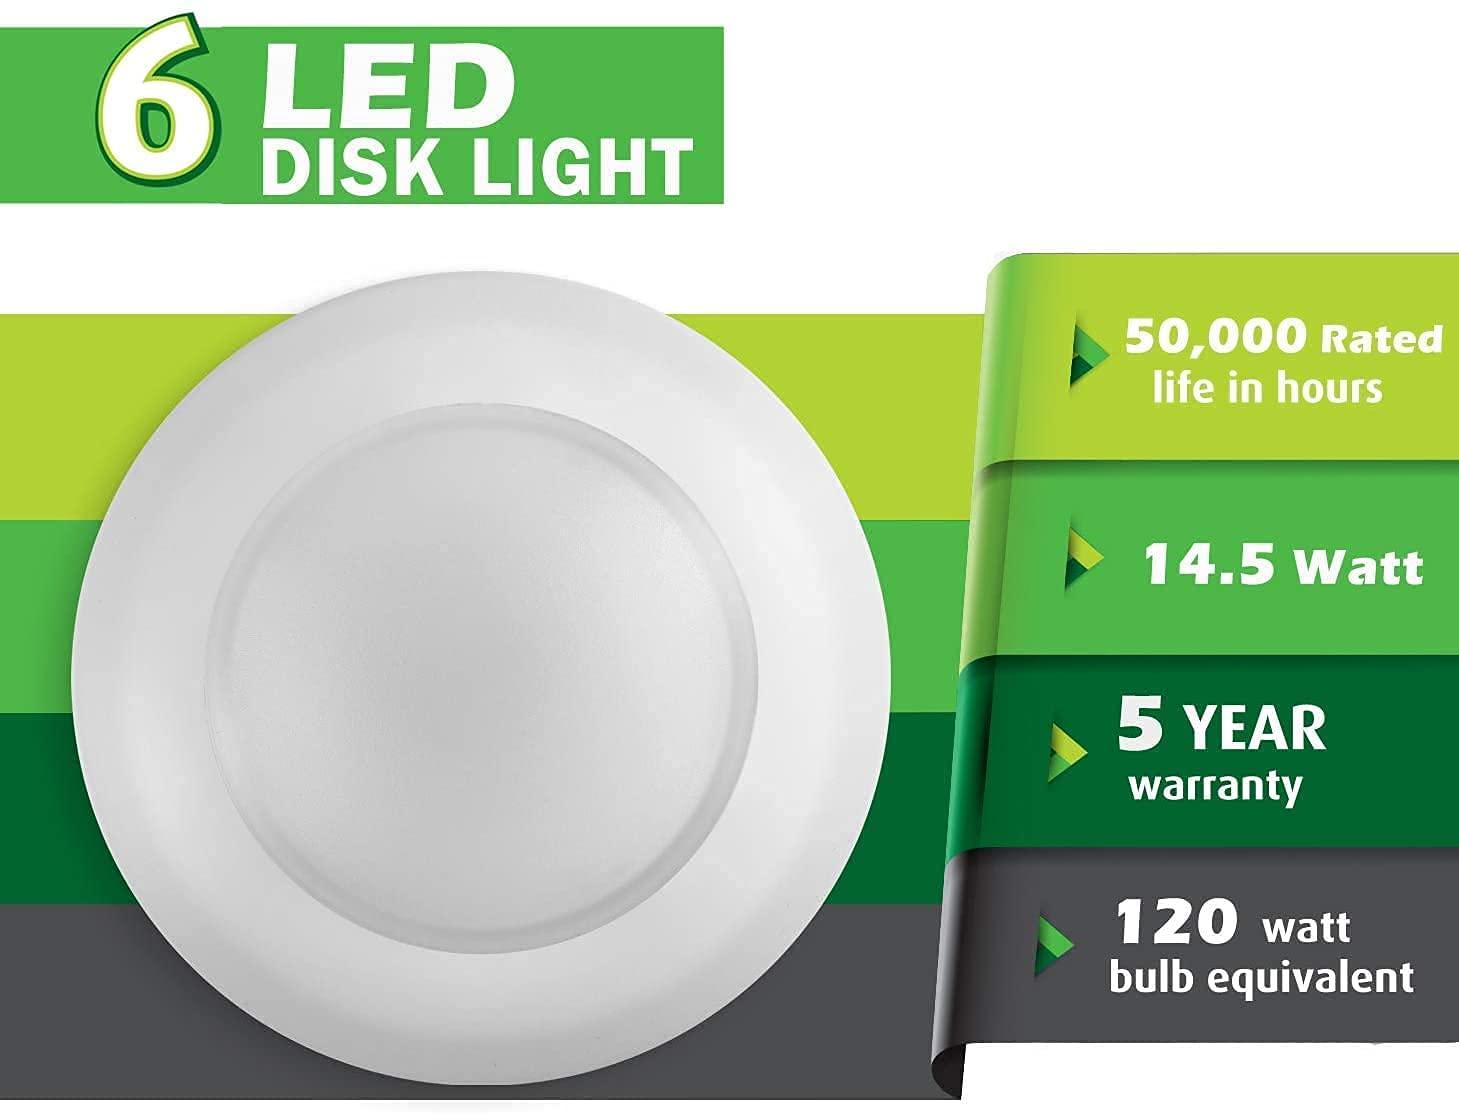 6 LED
DISK LIGHT
50,000 Rated
life in hours
14.5 Watt
5 YEAR
warranty
120 watt
bulb equivalent